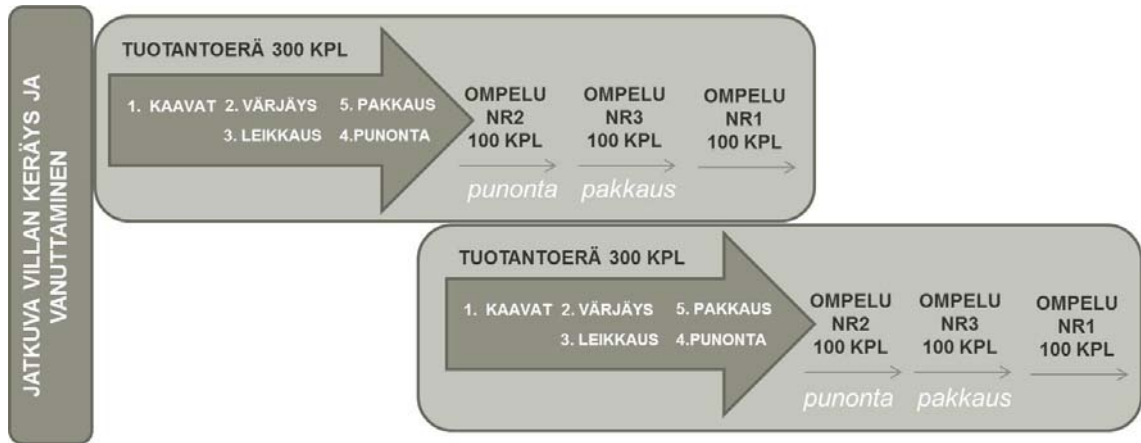 JATKUVA VILLAN KERÄYS JA
VANUTTAMINEN
TUOTANTOERÄ 300 KPL
1. KAAVAT 2. VÄRJÄYS 5. PAKKAUS
3. LEIKKAUS 4.PUNONTA
OMPELU
NR2
100 KPL
punonta
OMPELU
NR3
100 KPL
pakkaus
OMPELU
NR1
100 KPL
TUOTANTOERÄ 300 KPL
1. KAAVAT 2. VÄRJÄYS 5. PAKKAUS
3. LEIKKAUS 4.PUNONTA
OMPELU
NR2
100 KPL
punonta
OMPELU
NR3
100 KPL
pakkaus
OMPELU
NR1
100 KPL